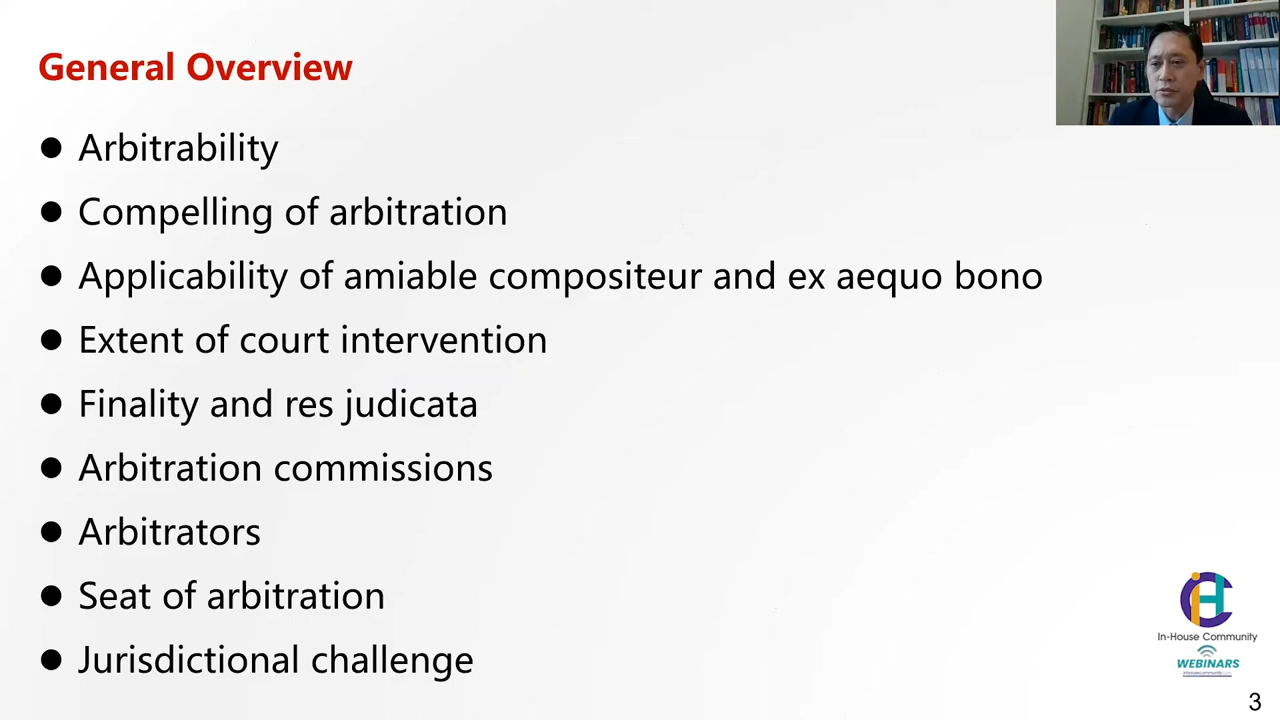 General Overview
● Arbitrability
● Compelling of arbitration
● Applicability of amiable compositeur and ex aequo bono
● Extent of court intervention
● Finality and res judicata
● Arbitration commissions
● Arbitrators
● Seat of arbitration
● Jurisdictional challenge
In-House Community
WEBINARS
3